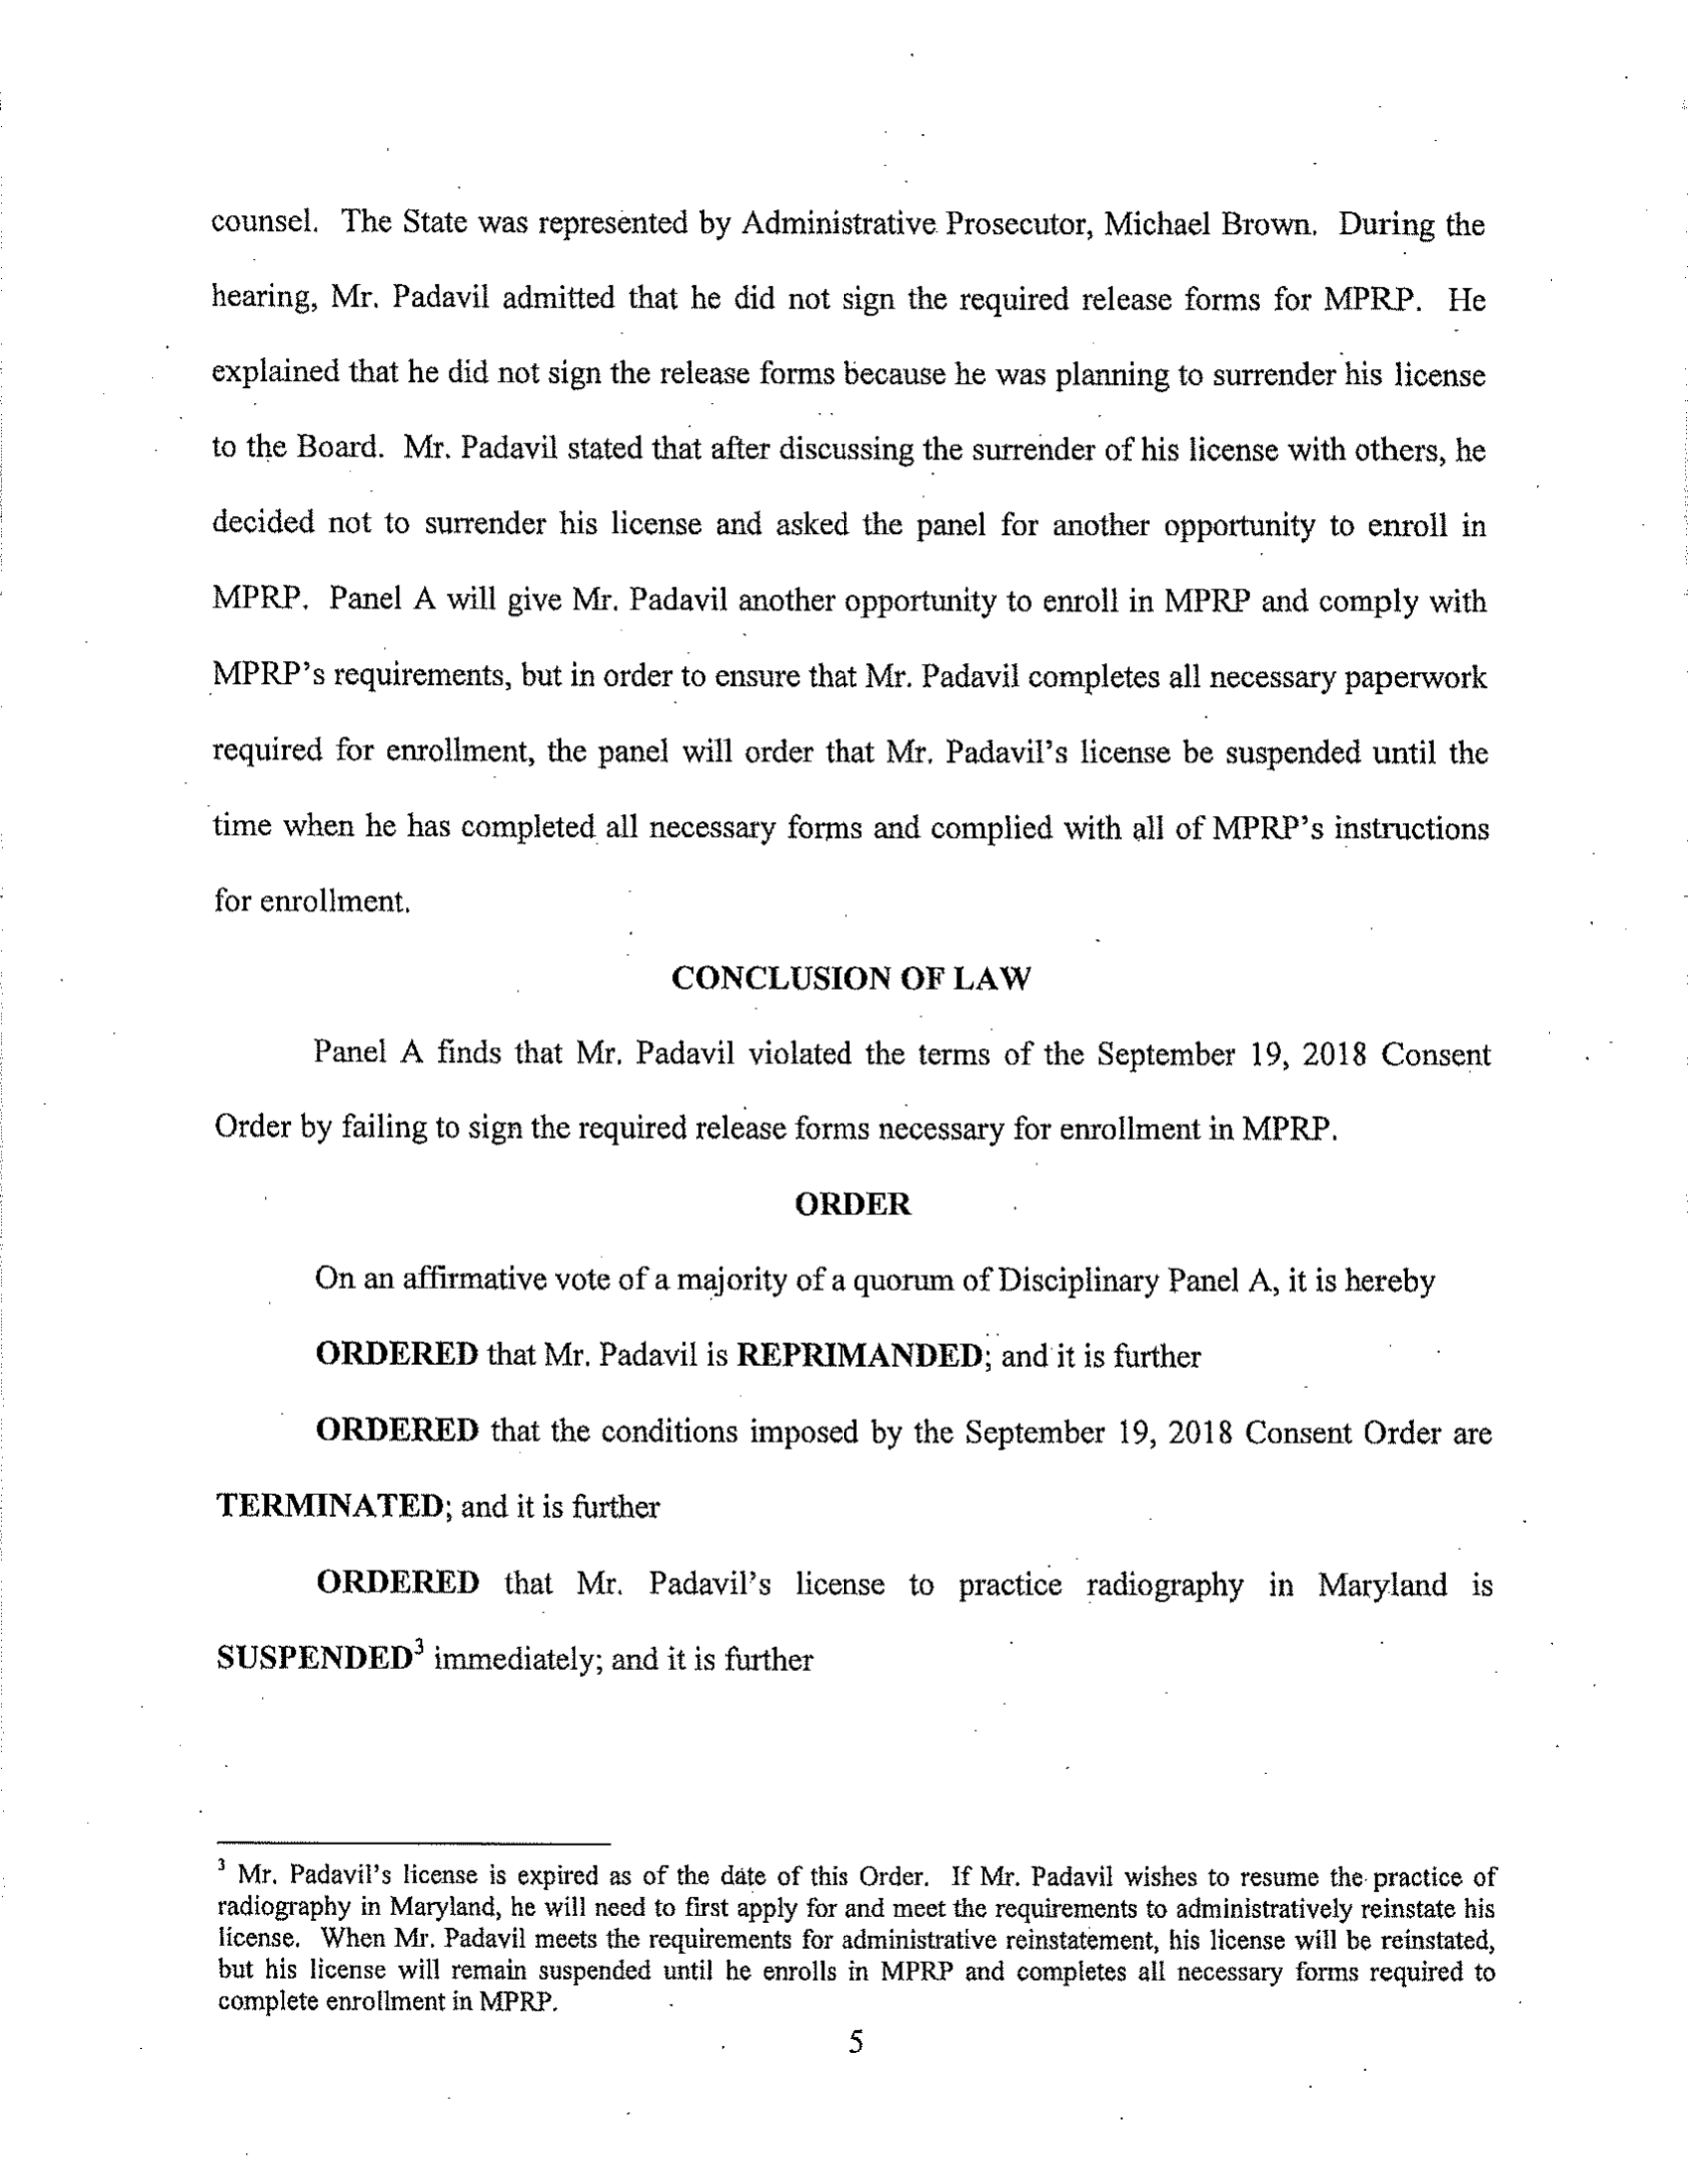 counsel. The State was represented by Administrative Prosecutor, Michael Brown. During the
hearing, Mr. Padavil admitted that he did not sign the required release forms for MPRP. He
explained that he did not sign the release forms because he was planning to surrender his license
to the Board. Mr. Padavil stated that after discussing the surrender of his license with others, he
decided not to surrender his license and asked the panel for another opportunity to enroll in
MPRP. Panel A will give Mr. Padavil another opportunity to enroll in MPRP and comply with
MPRP's requirements, but in order to ensure that Mr. Padavil completes all necessary paperwork
required for enrollment, the panel will order that Mr. Padavil's license be suspended until the
time when he has completed all necessary forms and complied with all of MPRP's instructions
for enrollment.
CONCLUSION OF LAW
Panel A finds that Mr. Padavil violated the terms of the September 19, 2018 Consent
Order by failing to sign the required release forms necessary for enrollment in MPRP.
ORDER
On an affirmative vote of a majority of a quorum of Disciplinary Panel A, it is hereby
ORDERED that Mr. Padavil is REPRIMANDED; and it is further
ORDERED that the conditions imposed by the September 19, 2018 Consent Order are
TERMINATED; and it is further
ORDERED that Mr. Padavil's license to practice radiography in Maryland is
SUSPENDED³ immediately; and it is further
³ Mr. Padavil's license is expired as of the date of this Order. If Mr. Padavil wishes to resume the practice of
radiography in Maryland, he will need to first apply for and meet the requirements to administratively reinstate his
license. When Mr. Padavil meets the requirements for administrative reinstatement, his license will be reinstated,
but his license will remain suspended until he enrolls in MPRP and completes all necessary forms required to
complete enrollment in MPRP.
5